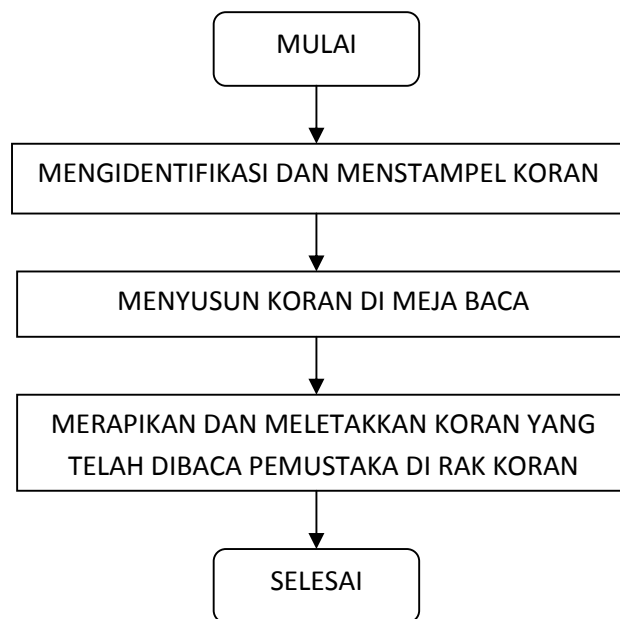 MULAI
MENGIDENTIFIKASI DAN MENSTAMPEL KORAN
MENYUSUN KORAN DI MEJA BACA
MERAPIKAN DAN MELETAKKAN KORAN YANG
TELAH DIBACA PEMUSTAKA DI RAK KORAN
SELESAI